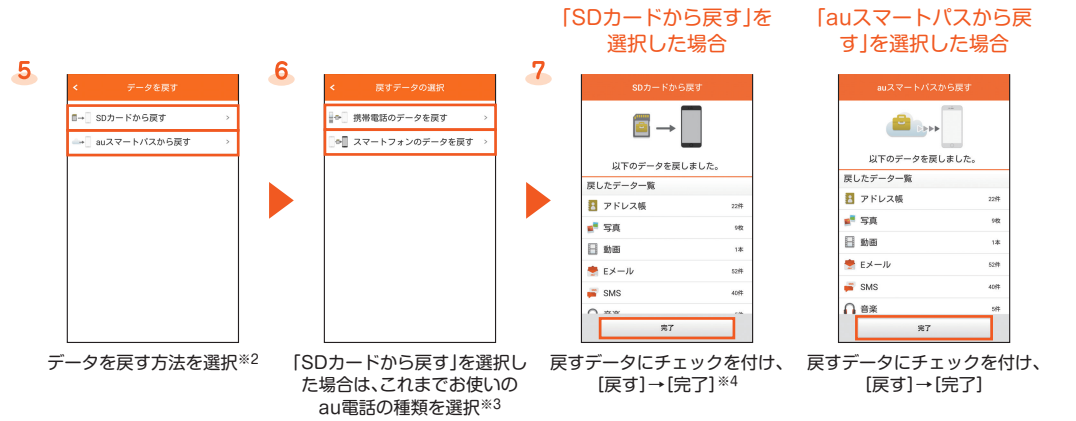 5
データを戻す
SDカードから戻す
auスマートパスから戻す
データを戻す方法を選択※2
6
戻すデータの選択
携帯電話のデータを戻す
スマートフォンのデータを戻す
「SDカードから戻す」を選択し
た場合は、これまでお使いの
au電話の種類を選択※3
7
「SDカードから戻す」を
選択した場合
SDカードから戻す
以下のデータを戻しました。
戻したデータ一覧
アドレス帳 22件
写真 9枚
動画 1本
Eメール 52件
SMS 40件
完了
戻すデータにチェックを付け、
[戻す]→[完了]※4
「auスマートパスから戻
す」を選択した場合
auスマートパスから戻す
以下のデータを戻しました。
戻したデータ一覧
アドレス帳 22件
写真 9枚
動画 1本
Eメール 52件
SMS 40件
音楽 5件
完了
戻すデータにチェックを付け、
[戻す]→[完了]